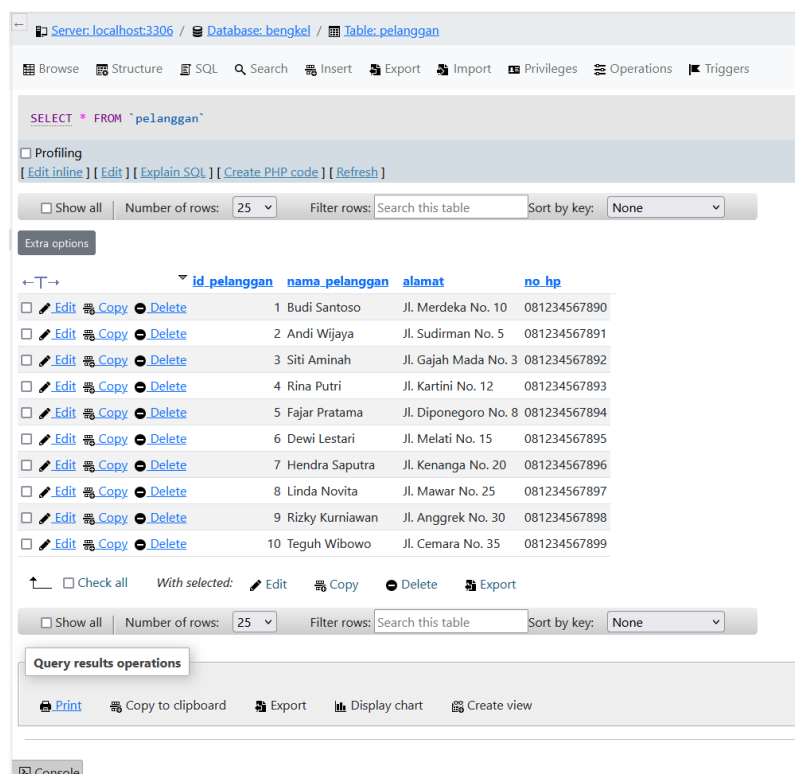 ←
Server: localhost:3306 / Database: bengkel / Table: pelanggan
Browse Structure SQL Search Insert Export Import Privileges Operations Triggers
SELECT * FROM `pelanggan`
Profiling
[ Edit inline ] [ Edit ] [ Explain SQL ] [ Create PHP code ] [ Refresh ]
Show all | Number of rows: 25 Filter rows: Search this table Sort by key: None
Extra options
←T→ id_pelanggan nama_pelanggan alamat no_hp
Edit Copy Delete 1 Budi Santoso Jl. Merdeka No. 10 081234567890
Edit Copy Delete 2 Andi Wijaya Jl. Sudirman No. 5 081234567891
Edit Copy Delete 3 Siti Aminah Jl. Gajah Mada No. 3 081234567892
Edit Copy Delete 4 Rina Putri Jl. Kartini No. 12 081234567893
Edit Copy Delete 5 Fajar Pratama Jl. Diponegoro No. 8 081234567894
Edit Copy Delete 6 Dewi Lestari Jl. Melati No. 15 081234567895
Edit Copy Delete 7 Hendra Saputra Jl. Kenanga No. 20 081234567896
Edit Copy Delete 8 Linda Novita Jl. Mawar No. 25 081234567897
Edit Copy Delete 9 Rizky Kurniawan Jl. Anggrek No. 30 081234567898
Edit Copy Delete 10 Teguh Wibowo Jl. Cemara No. 35 081234567899
Check all With selected: Edit Copy Delete Export
Show all | Number of rows: 25 Filter rows: Search this table Sort by key: None
Query results operations
Print Copy to clipboard Export Display chart Create view
Console